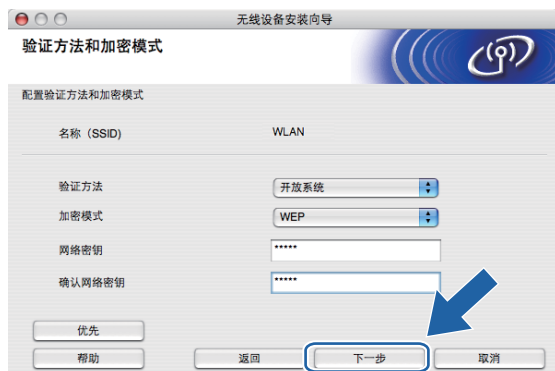 无线设备安装向导
验证方法和加密模式
配置验证方法和加密模式
名称（SSID) WLAN
验证方法 开放系统
加密模式 WEP
网络密钥 *****
确认网络密钥 *****
优先
帮助 返回 下一步 取消